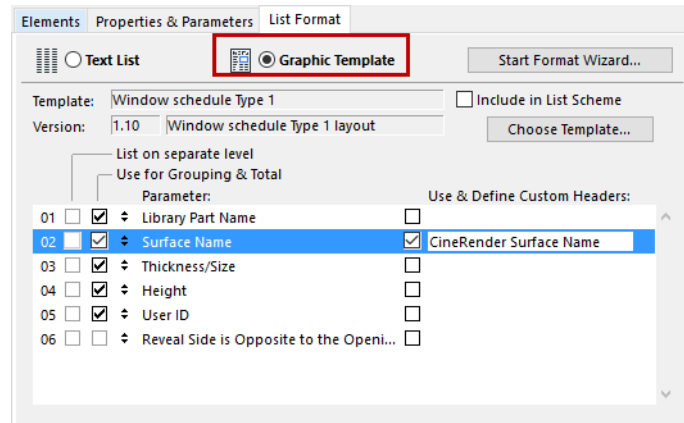 Elements Properties & Parameters List Format
Text List Graphic Template Start Format Wizard...
Template: Window schedule Type 1 Include in List Scheme
Version: 1.10 Window schedule Type 1 layout Choose Template...
List on separate level
Use for Grouping & Total
Parameter: Use & Define Custom Headers:
01 Library Part Name
02 Surface Name CineRender Surface Name
03 Thickness/Size
04 Height
05 User ID
06 Reveal Side is Opposite to the Openi...